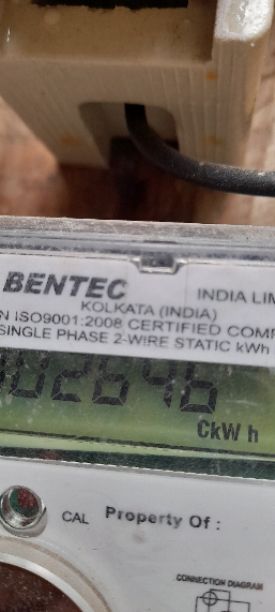 BENTEC INDIA LIM
KOLKATA (INDIA)
N ISO9001:2008 CERTIFIED COMP
SINGLE PHASE 2-WIRE STATIC kWh
02646
CkW h
CAL Property Of :
CONNECTION DIAGRAM